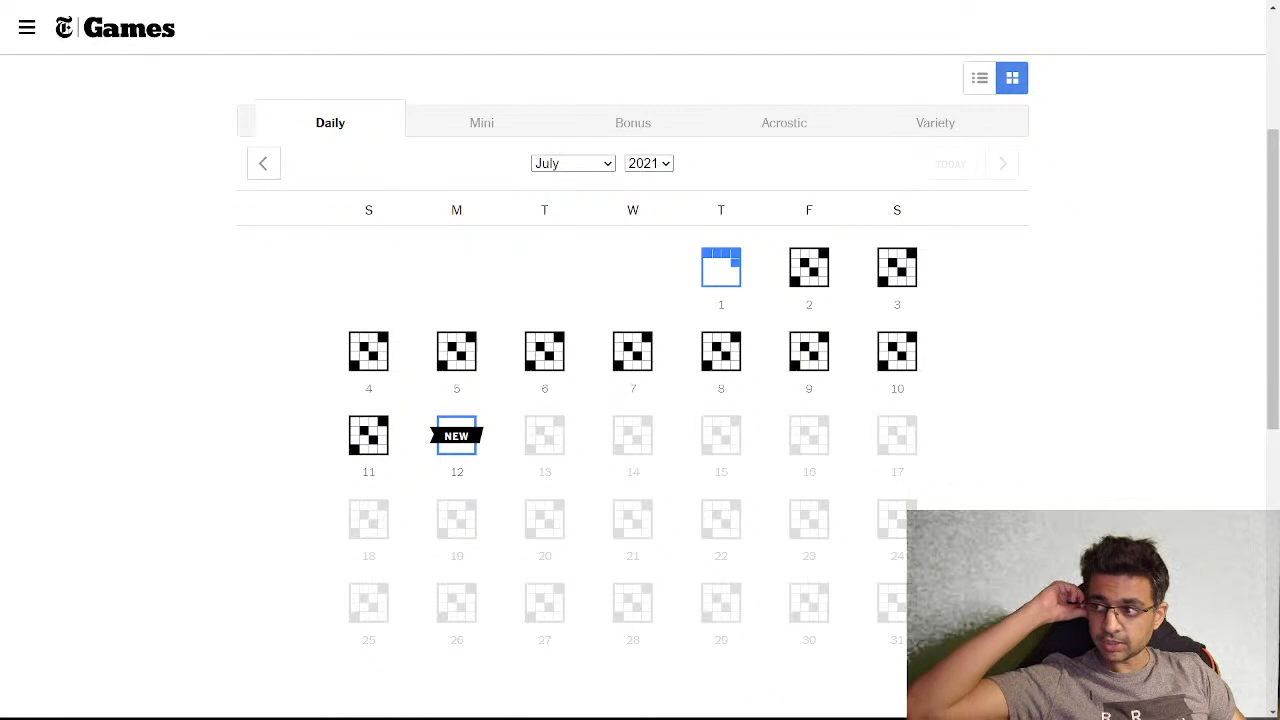 T Games
Daily Mini Bonus Acrostic Variety
July 2021 TODAY
S M T W T F S
1 2 3
4 5 6 7 8 9 10
NEW
11 12 13 14 15 16 17
18 19 20 21 22 23 24
25 26 27 28 29 30 31
R R